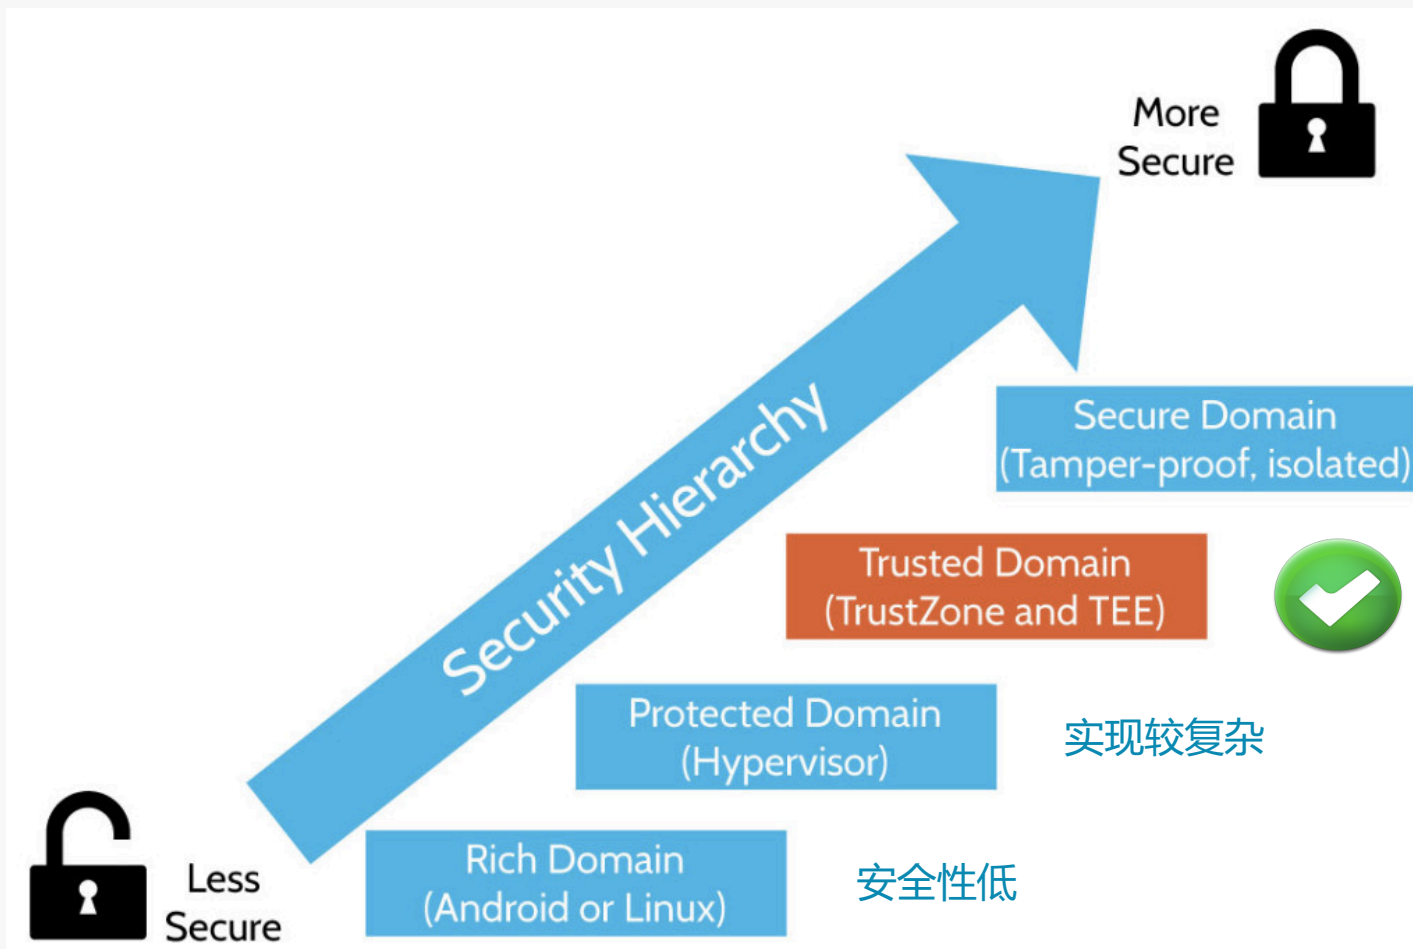 More
Secure
Security Hierarchy
Secure Domain
(Tamper-proof, isolated)
Trusted Domain
(TrustZone and TEE)
Protected Domain
(Hypervisor)
实现较复杂
Rich Domain
(Android or Linux)
安全性低
Less
Secure